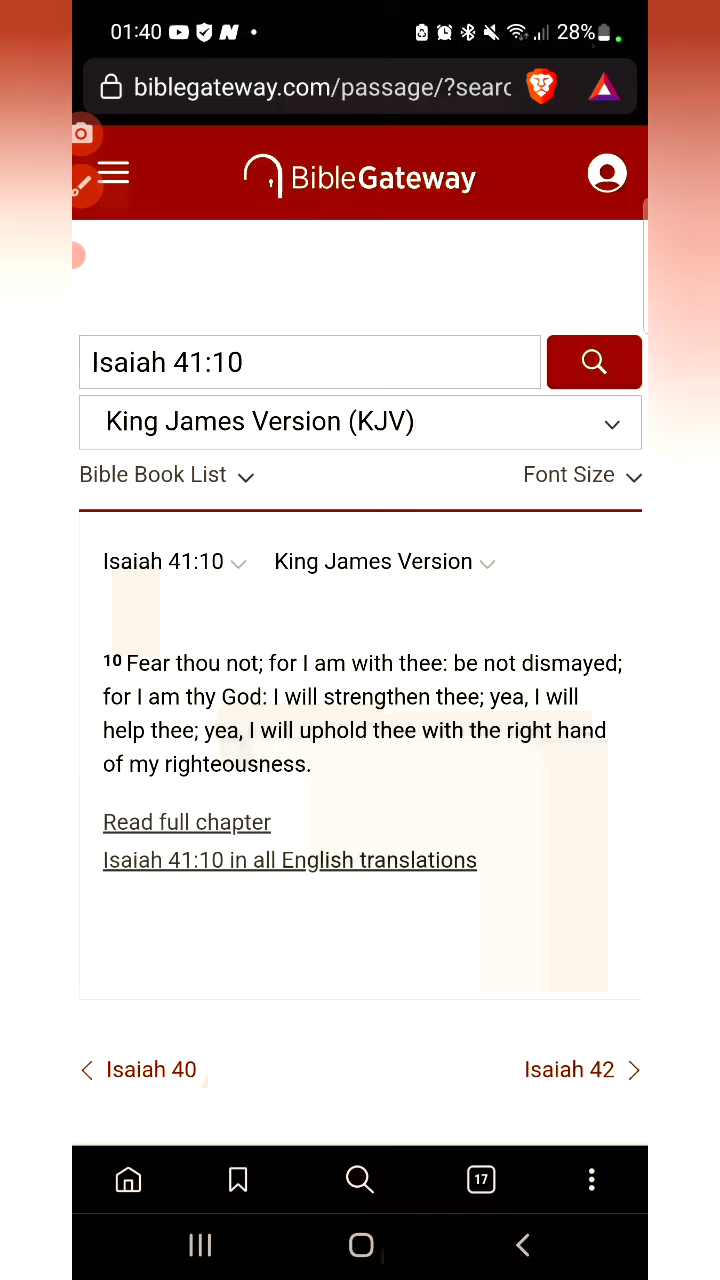 01:40
28%
biblegateway.com/passage/?searc
BibleGateway
Isaiah 41:10
King James Version (KJV)
Bible Book List
Font Size
Isaiah 41:10
King James Version
10 Fear thou not; for I am with thee: be not dismayed;
for I am thy God: I will strengthen thee; yea, I will
help thee; yea, I will uphold thee with the right hand
of my righteousness.
Read full chapter
Isaiah 41:10 in all English translations
Isaiah 40
Isaiah 42
17